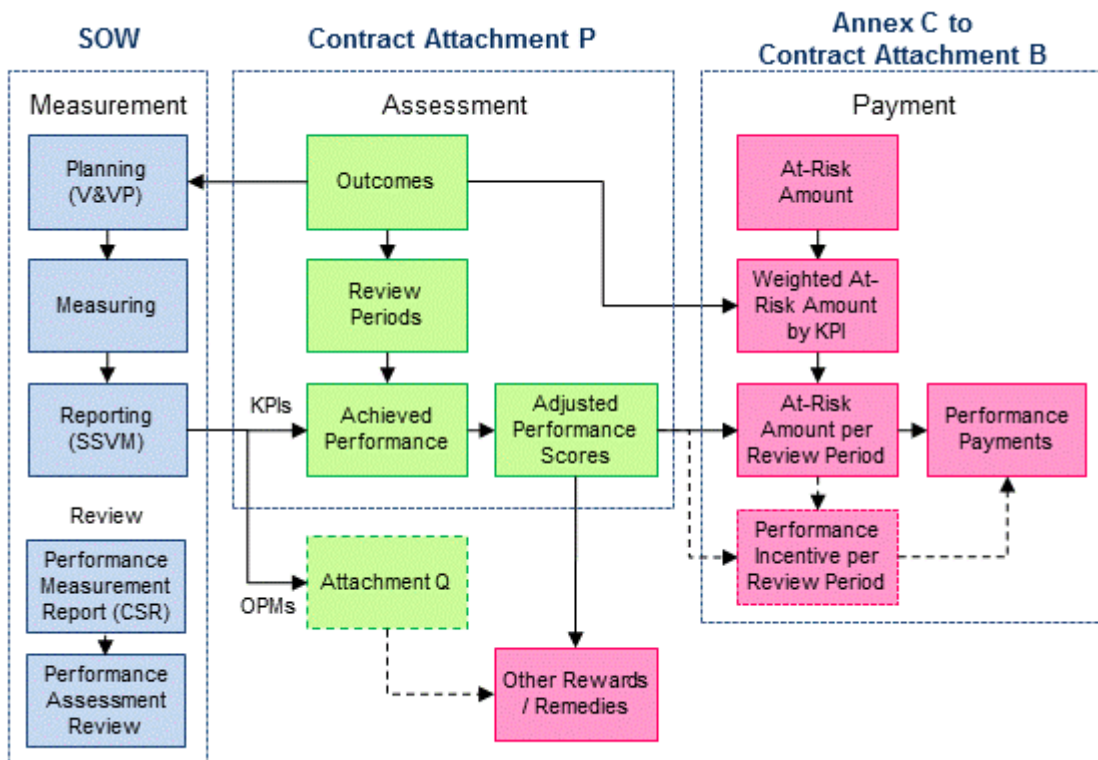 SOW
Measurement
Planning
(V&VP)
Measuring
Reporting
(SSVM)
Review
Performance
Measurement
Report (CSR)
Performance
Assessment
Review
Contract Attachment P
Assessment
Outcomes
Review
Periods
KPIs
Achieved
Performance
Adjusted
Performance
Scores
Attachment Q
OPMs
Other Rewards
/ Remedies
Annex C to
Contract Attachment B
Payment
At-Risk
Amount
Weighted At-
Risk Amount
by KPI
At-Risk
Amount per
Review Period
Performance
Payments
Performance
Incentive per
Review Period